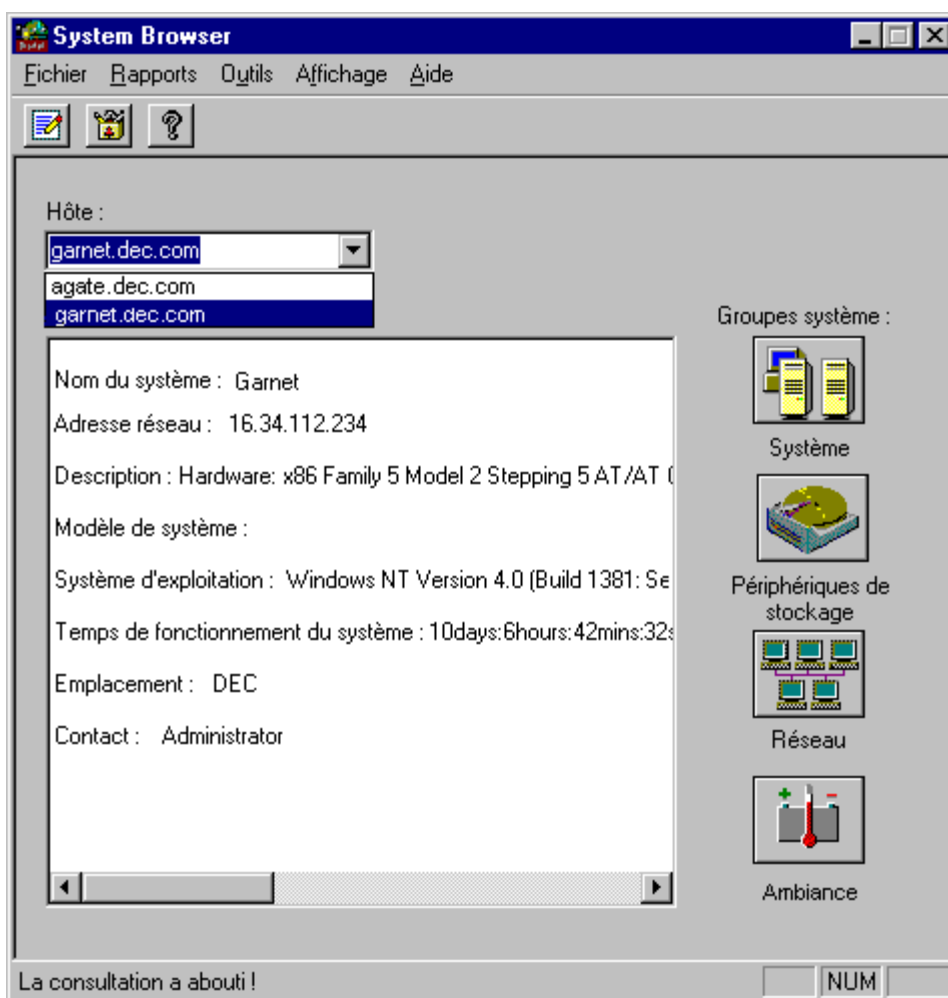 System Browser
Fichier Rapports Outils Affichage Aide
Hôte :
garnet.dec.com
agate.dec.com
garnet.dec.com
Groupes système :
Nom du système : Garnet
Adresse réseau : 16.34.112.234
Description : Hardware: x86 Family 5 Model 2 Stepping 5 AT/AT
Modèle de système :
Système d'exploitation : Windows NT Version 4.0 (Build 1381: Se
Temps de fonctionnement du système : 10days:6hours:42mins:32s
Emplacement : DEC
Contact : Administrator
Système
Périphériques de
stockage
Réseau
Ambiance
La consultation a abouti !
NUM